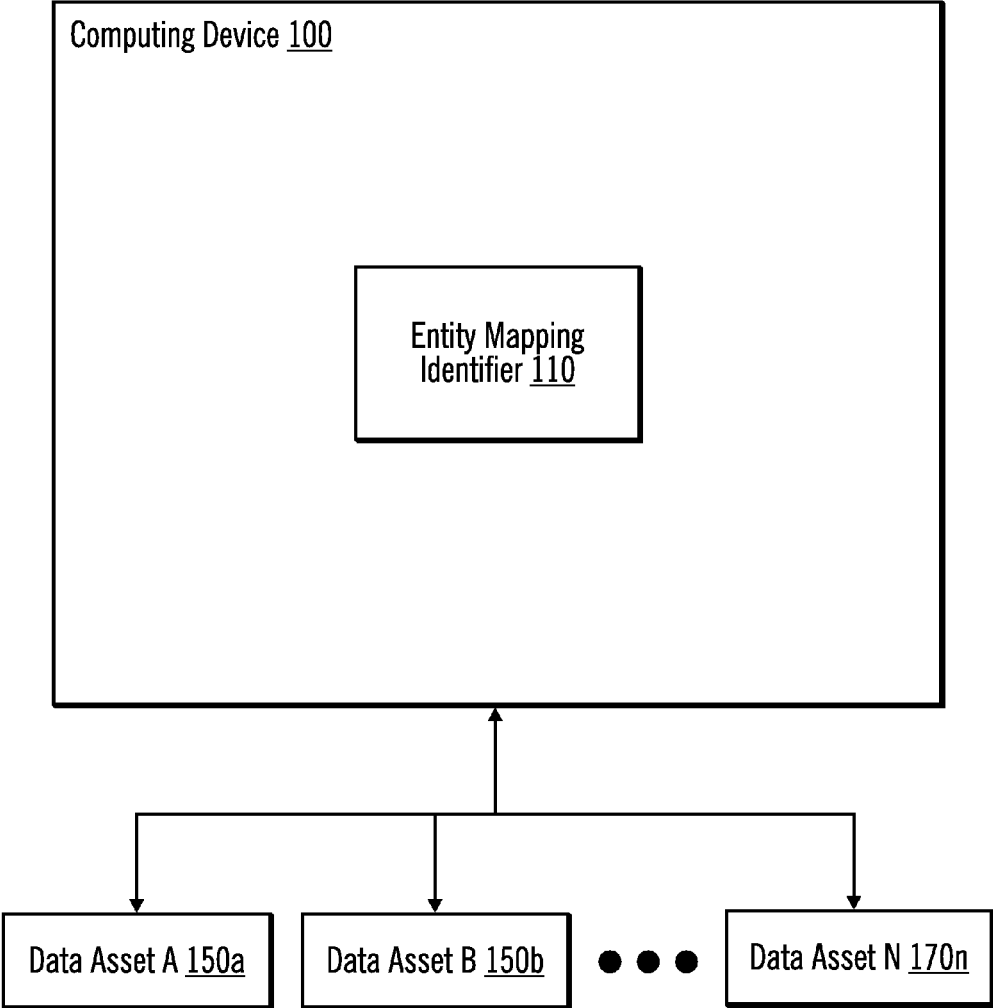 Computing Device 100
Entity Mapping
Identifier 110
Data Asset A 150a
Data Asset B 150b
Data Asset N 170n